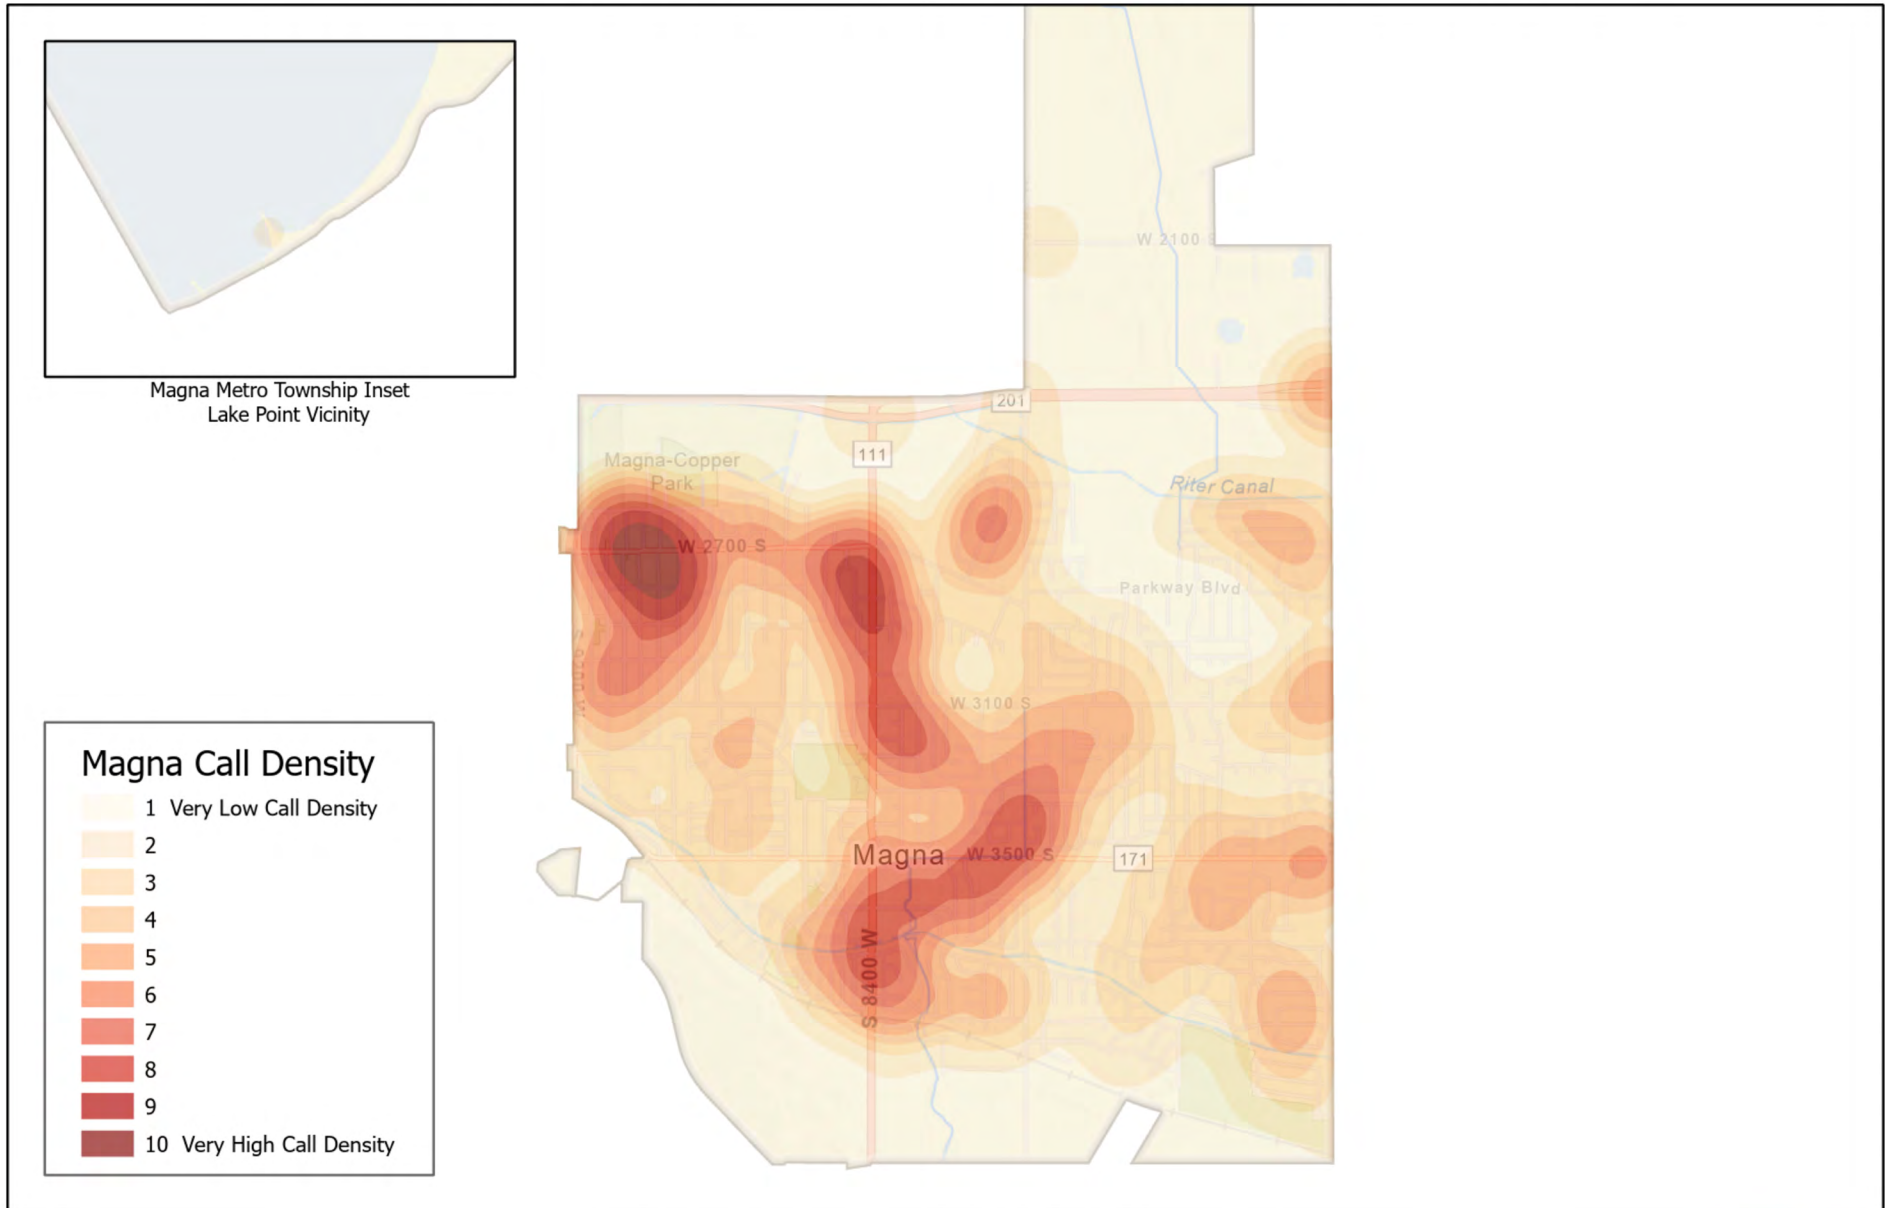 Magna Metro Township Inset
Lake Point Vicinity
W 2100 S
201
111
Magna-Copper
Park
Riter Canal
W 2700 S
Parkway Blvd
S 9200 W
W 3100 S
Magna
W 3500 S
171
S 8400 W
Magna Call Density
1 Very Low Call Density
2
3
4
5
6
7
8
9
10 Very High Call Density